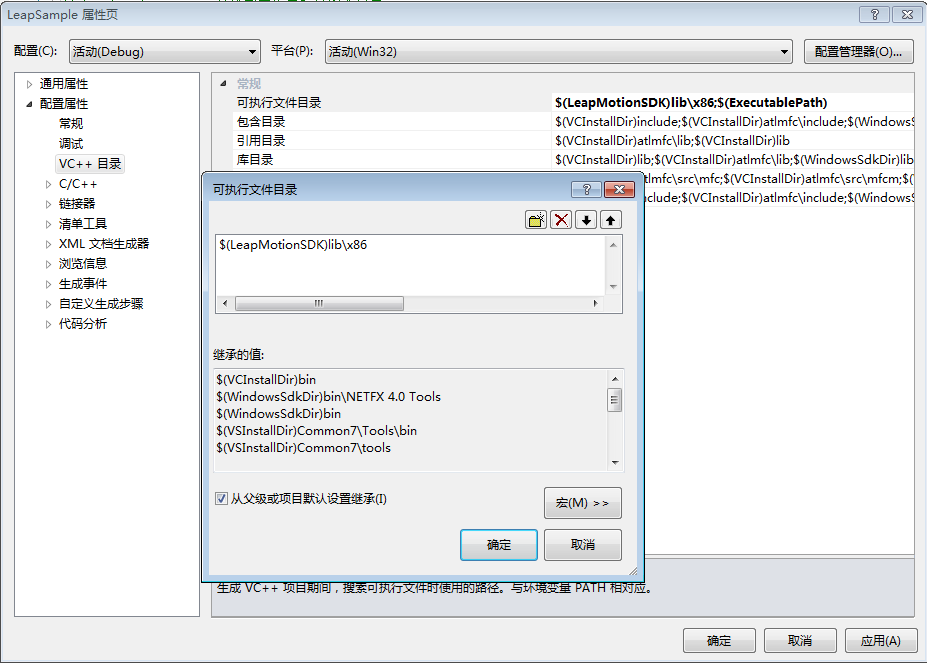 LeapSample 属性页
配置(C): 活动(Debug) 平台(P): 活动(Win32) 配置管理器(O)...
通用属性
配置属性
常规
调试
VC++ 目录
C/C++
链接器
清单工具
XML 文档生成器
浏览信息
生成事件
自定义生成步骤
代码分析
常规
可执行文件目录 $(LeapMotionSDK)lib\x86;$(ExecutablePath)
包含目录 $(VCInstallDir)include;$(VCInstallDir)atlmfc\include;$(WindowsS
引用目录 $(VCInstallDir)atlmfc\lib;$(VCInstallDir)lib
库目录 $(VCInstallDir)lib;$(VCInstallDir)atlmfc\lib;$(WindowsSdkDir)lib
tlmfc\src\mfc;$(VCInstallDir)atlmfc\src\mfcm;$(
clude;$(VCInstallDir)atlmfc\include;$(WindowsS
可执行文件目录
$(LeapMotionSDK)lib\x86
继承的值:
$(VCInstallDir)bin
$(WindowsSdkDir)bin\NETFX 4.0 Tools
$(WindowsSdkDir)bin
$(VSInstallDir)Common7\Tools\bin
$(VSInstallDir)Common7\tools
从父级或项目默认设置继承(I)
宏(M) >>
确定 取消
生成 VC++ 项目期间，搜索可执行文件时使用的路径。与环境变量 PATH 相对应。
确定 取消 应用(A)